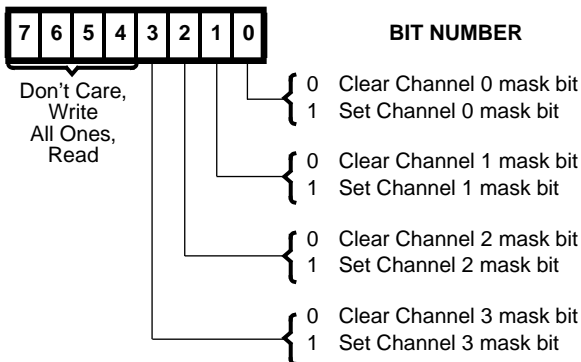 7 6 5 4 3 2 1 0 BIT NUMBER
Don't Care,
Write
All Ones,
Read
0 Clear Channel 0 mask bit
1 Set Channel 0 mask bit
0 Clear Channel 1 mask bit
1 Set Channel 1 mask bit
0 Clear Channel 2 mask bit
1 Set Channel 2 mask bit
0 Clear Channel 3 mask bit
1 Set Channel 3 mask bit